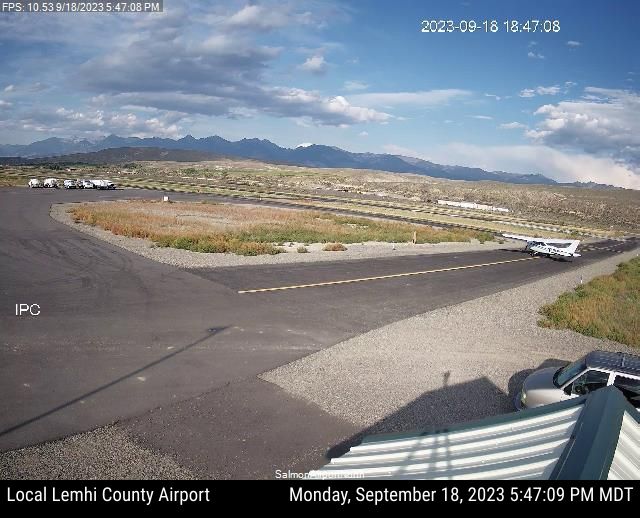 FPS: 10.53 9/18/2023 5:47:08 PM
2023-09-18 18:47:08
IPC
Local Lemhi County Airport
Monday, September 18, 2023 5:47:09 PM MDT